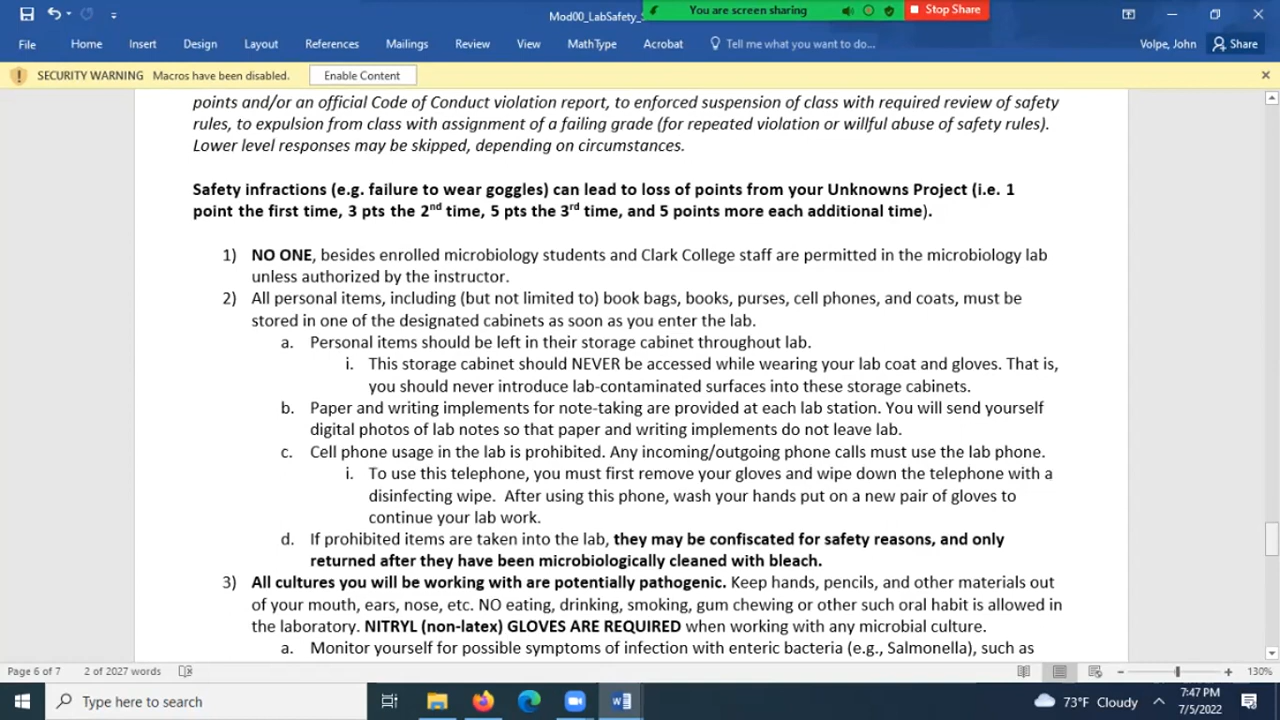 Mod00_LabSafety_
You are screen sharing
Stop Share
File Home Insert Design Layout References Mailings Review View MathType Acrobat Tell me what you want to do... Volpe, John Share
SECURITY WARNING Macros have been disabled. Enable Content
points and/or an official Code of Conduct violation report, to enforced suspension of class with required review of safety
rules, to expulsion from class with assignment of a failing grade (for repeated violation or willful abuse of safety rules).
Lower level responses may be skipped, depending on circumstances.
Safety infractions (e.g. failure to wear goggles) can lead to loss of points from your Unknowns Project (i.e. 1
point the first time, 3 pts the 2nd time, 5 pts the 3rd time, and 5 points more each additional time).
1) NO ONE, besides enrolled microbiology students and Clark College staff are permitted in the microbiology lab
unless authorized by the instructor.
2) All personal items, including (but not limited to) book bags, books, purses, cell phones, and coats, must be
stored in one of the designated cabinets as soon as you enter the lab.
a. Personal items should be left in their storage cabinet throughout lab.
i. This storage cabinet should NEVER be accessed while wearing your lab coat and gloves. That is,
you should never introduce lab-contaminated surfaces into these storage cabinets.
b. Paper and writing implements for note-taking are provided at each lab station. You will send yourself
digital photos of lab notes so that paper and writing implements do not leave lab.
c. Cell phone usage in the lab is prohibited. Any incoming/outgoing phone calls must use the lab phone.
i. To use this telephone, you must first remove your gloves and wipe down the telephone with a
disinfecting wipe. After using this phone, wash your hands put on a new pair of gloves to
continue your lab work.
d. If prohibited items are taken into the lab, they may be confiscated for safety reasons, and only
returned after they have been microbiologically cleaned with bleach.
3) All cultures you will be working with are potentially pathogenic. Keep hands, pencils, and other materials out
of your mouth, ears, nose, etc. NO eating, drinking, smoking, gum chewing or other such oral habit is allowed in
the laboratory. NITRYL (non-latex) GLOVES ARE REQUIRED when working with any microbial culture.
a. Monitor yourself for possible symptoms of infection with enteric bacteria (e.g., Salmonella), such as
Page 6 of 7 2 of 2027 words 130%
Type here to search 73°F Cloudy 7:47 PM
7/5/2022